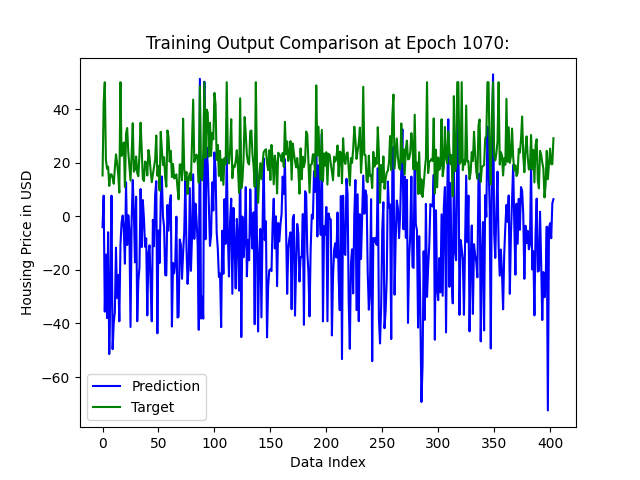 Training Output Comparison at Epoch 1070:
Housing Price in USD
40
20
0
−20
−40
−60
Prediction
Target
0 50 100 150 200 250 300 350 400
Data Index